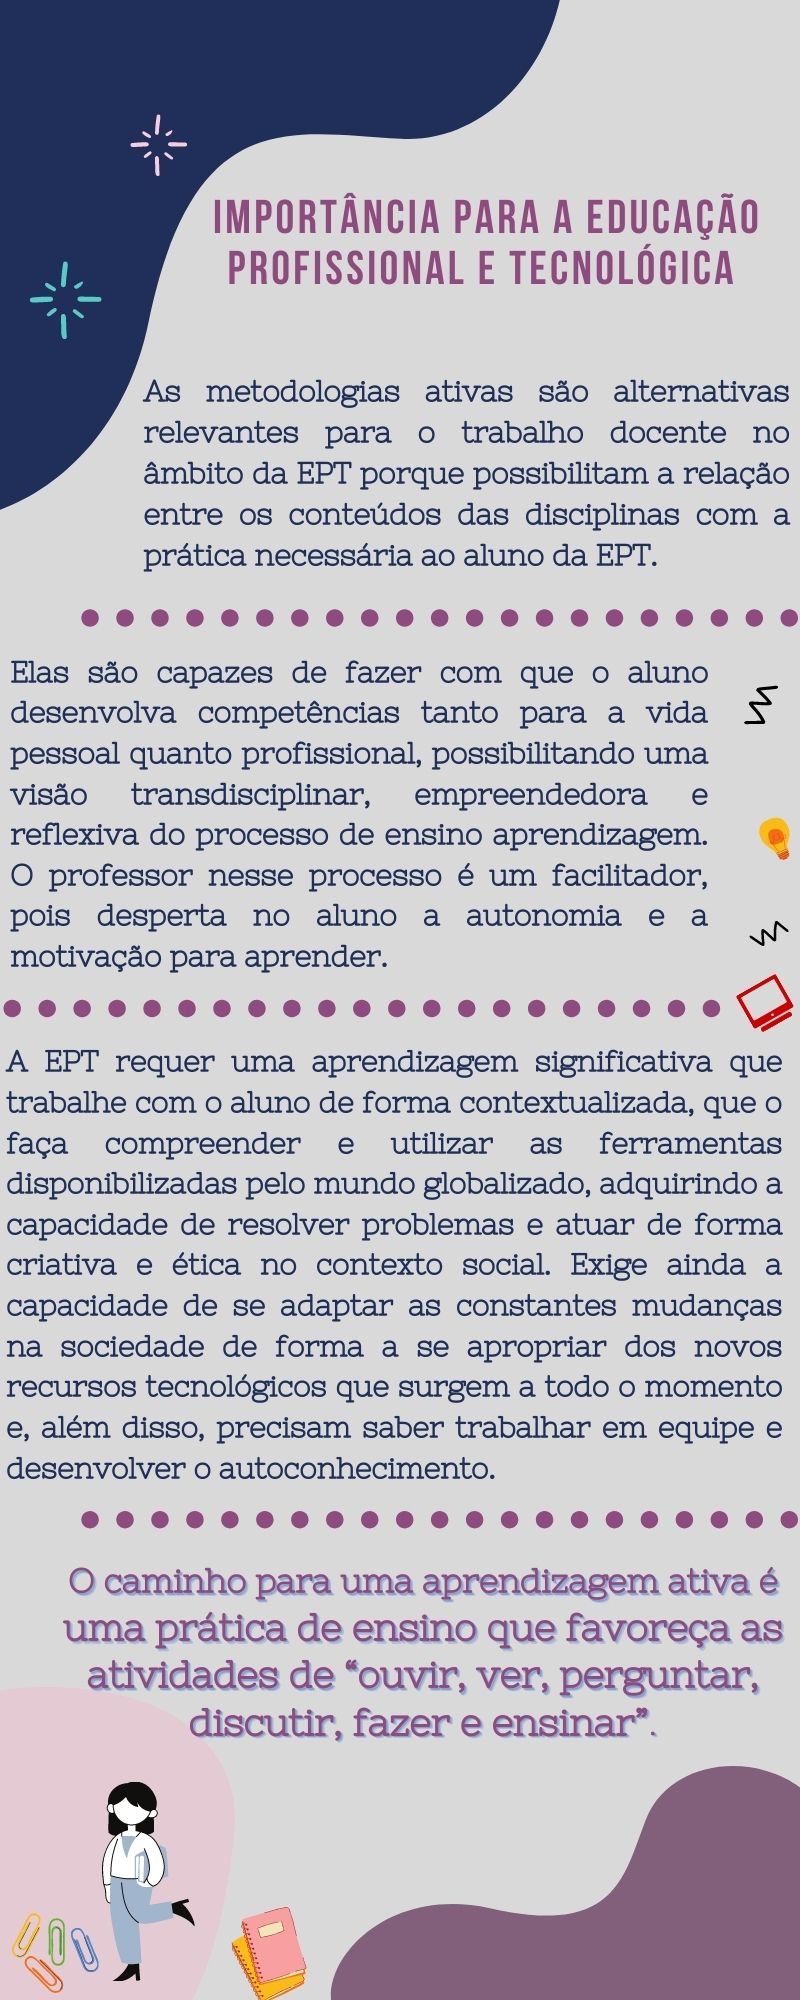 IMPORTÂNCIA PARA A EDUCAÇÃO
PROFISSIONAL E TECNOLÓGICA
As metodologias ativas são alternativas
relevantes para o trabalho docente no
âmbito da EPT porque possibilitam a relação
entre os conteúdos das disciplinas com a
prática necessária ao aluno da EPT.
Elas são capazes de fazer com que o aluno
desenvolva competências tanto para a vida
pessoal quanto profissional, possibilitando uma
visão transdisciplinar, empreendedora e
reflexiva do processo de ensino aprendizagem.
O professor nesse processo é um facilitador,
pois desperta no aluno a autonomia e a
motivação para aprender.
A EPT requer uma aprendizagem significativa que
trabalhe com o aluno de forma contextualizada, que o
faça compreender e utilizar as ferramentas
disponibilizadas pelo mundo globalizado, adquirindo a
capacidade de resolver problemas e atuar de forma
criativa e ética no contexto social. Exige ainda a
capacidade de se adaptar as constantes mudanças
na sociedade de forma a se apropriar dos novos
recursos tecnológicos que surgem a todo o momento
e, além disso, precisam saber trabalhar em equipe e
desenvolver o autoconhecimento.
O caminho para uma aprendizagem ativa é
uma prática de ensino que favoreça as
atividades de “ouvir, ver, perguntar,
discutir, fazer e ensinar”.